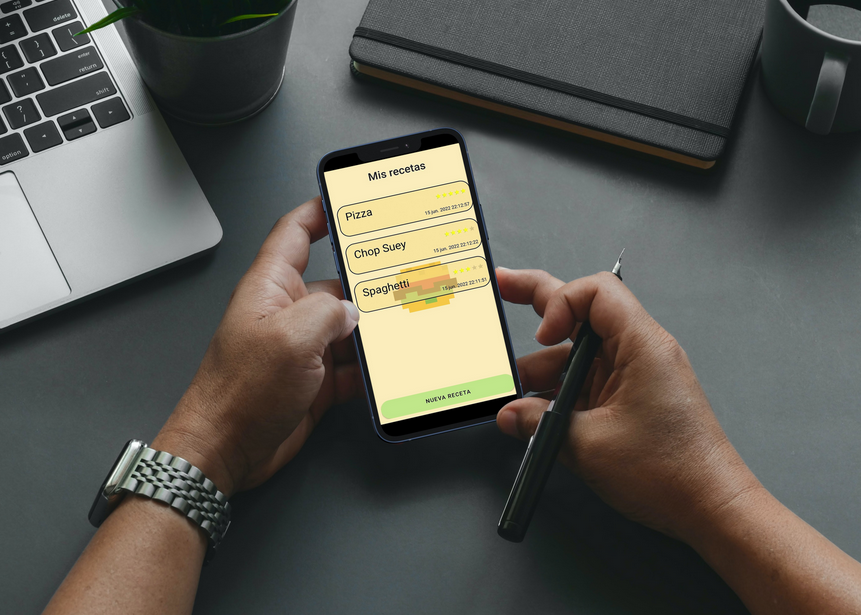 delete
enter
return
shift
option
Mis recetas
Pizza
15 jun. 2022 22:12:57
Chop Suey
15 jun. 2022 22:12:22
Spaghetti
15 jun. 2022 22:11:51
NUEVA RECETA